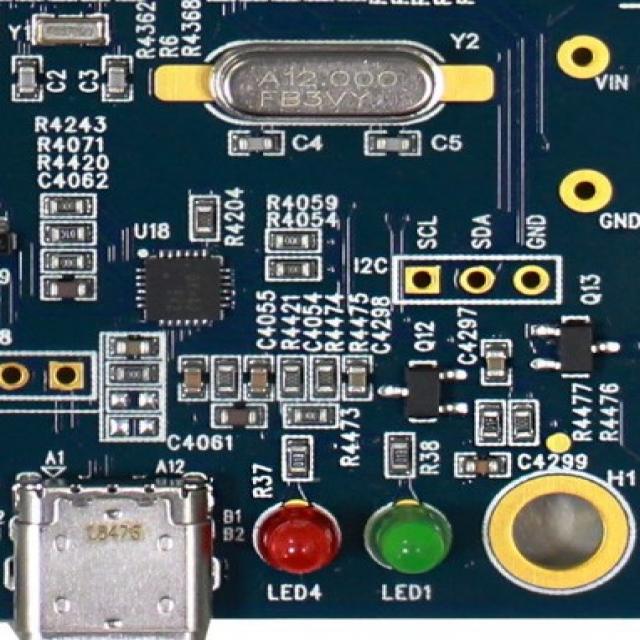 Y1
R4362
R6
R4368
Y2
A12.000
FB3VY
C2
C3
C4
C5
VIN
R4243
R4071
R4420
C4062
R4204
R4059
R4054
GND
U18
SCL
SDA
GND
I2C
Q13
C4055
R4421
C4054
R4474
R4475
C4298
Q12
C4297
R4477
R4476
C4061
R4473
A1
A12
R37
R38
C4299
H1
B1
B2
LED4
LED1